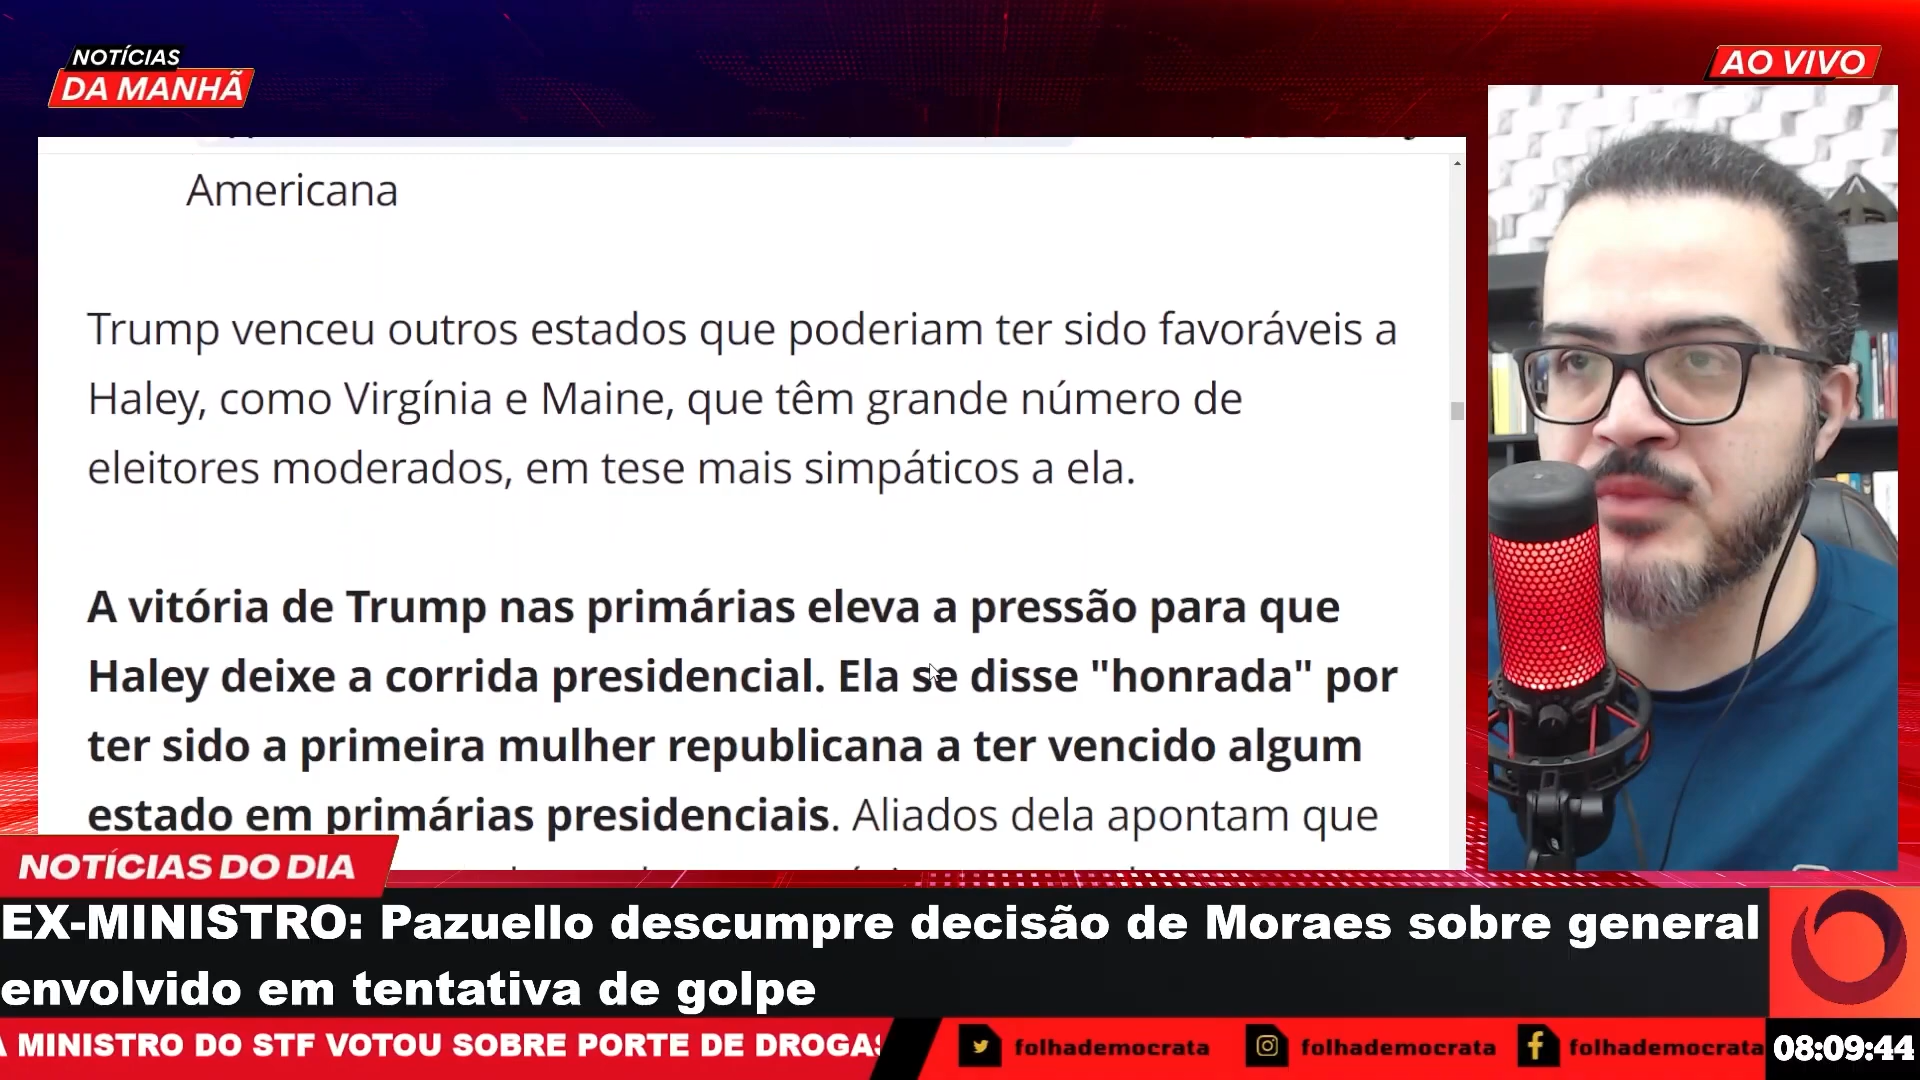 NOTÍCIAS
DA MANHÃ
AO VIVO
Americana
Trump venceu outros estados que poderiam ter sido favoráveis a
Haley, como Virgínia e Maine, que têm grande número de
eleitores moderados, em tese mais simpáticos a ela.
A vitória de Trump nas primárias eleva a pressão para que
Haley deixe a corrida presidencial. Ela se disse "honrada" por
ter sido a primeira mulher republicana a ter vencido algum
estado em primárias presidenciais. Aliados dela apontam que
NOTÍCIAS DO DIA
EX-MINISTRO: Pazuello descumpre decisão de Moraes sobre general
envolvido em tentativa de golpe
A MINISTRO DO STF VOTOU SOBRE PORTE DE DROGAS
folhademocrata
folhademocrata
folhademocrata
08:09:44